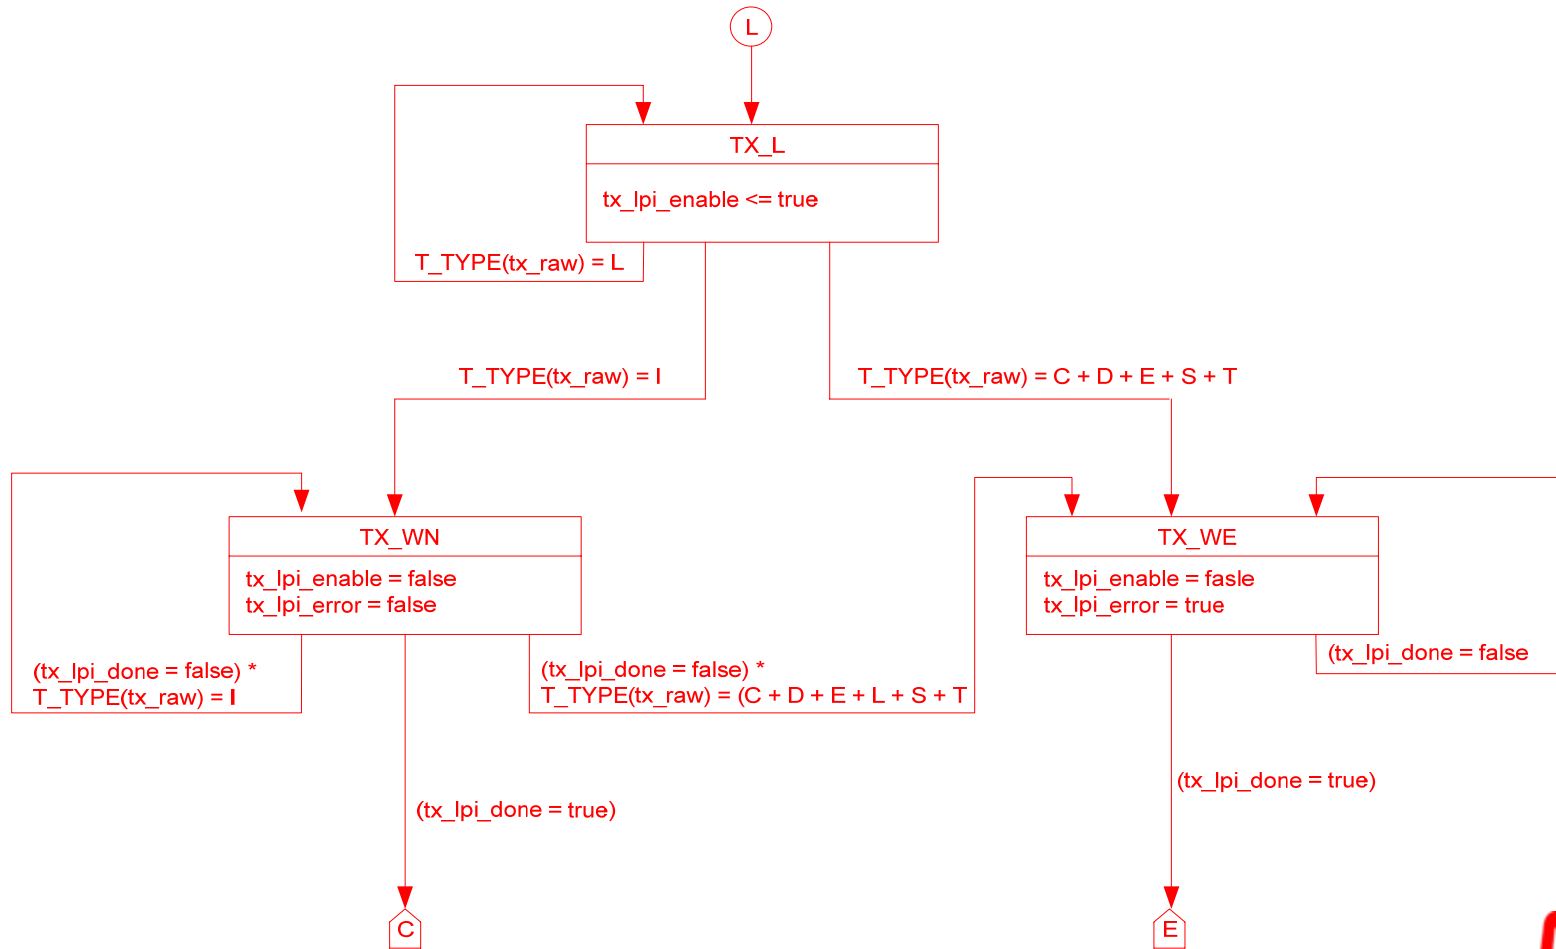 L
TX_L
tx_lpi_enable <= true
T_TYPE(tx_raw) = L
T_TYPE(tx_raw) = I
T_TYPE(tx_raw) = C + D + E + S + T
TX_WN
tx_lpi_enable = false
tx_lpi_error = false
TX_WE
tx_lpi_enable = fasle
tx_lpi_error = true
(tx_lpi_done = false) *
T_TYPE(tx_raw) = I
(tx_lpi_done = false) *
T_TYPE(tx_raw) = (C + D + E + L + S + T
(tx_lpi_done = false
(tx_lpi_done = true)
(tx_lpi_done = true)
C
E